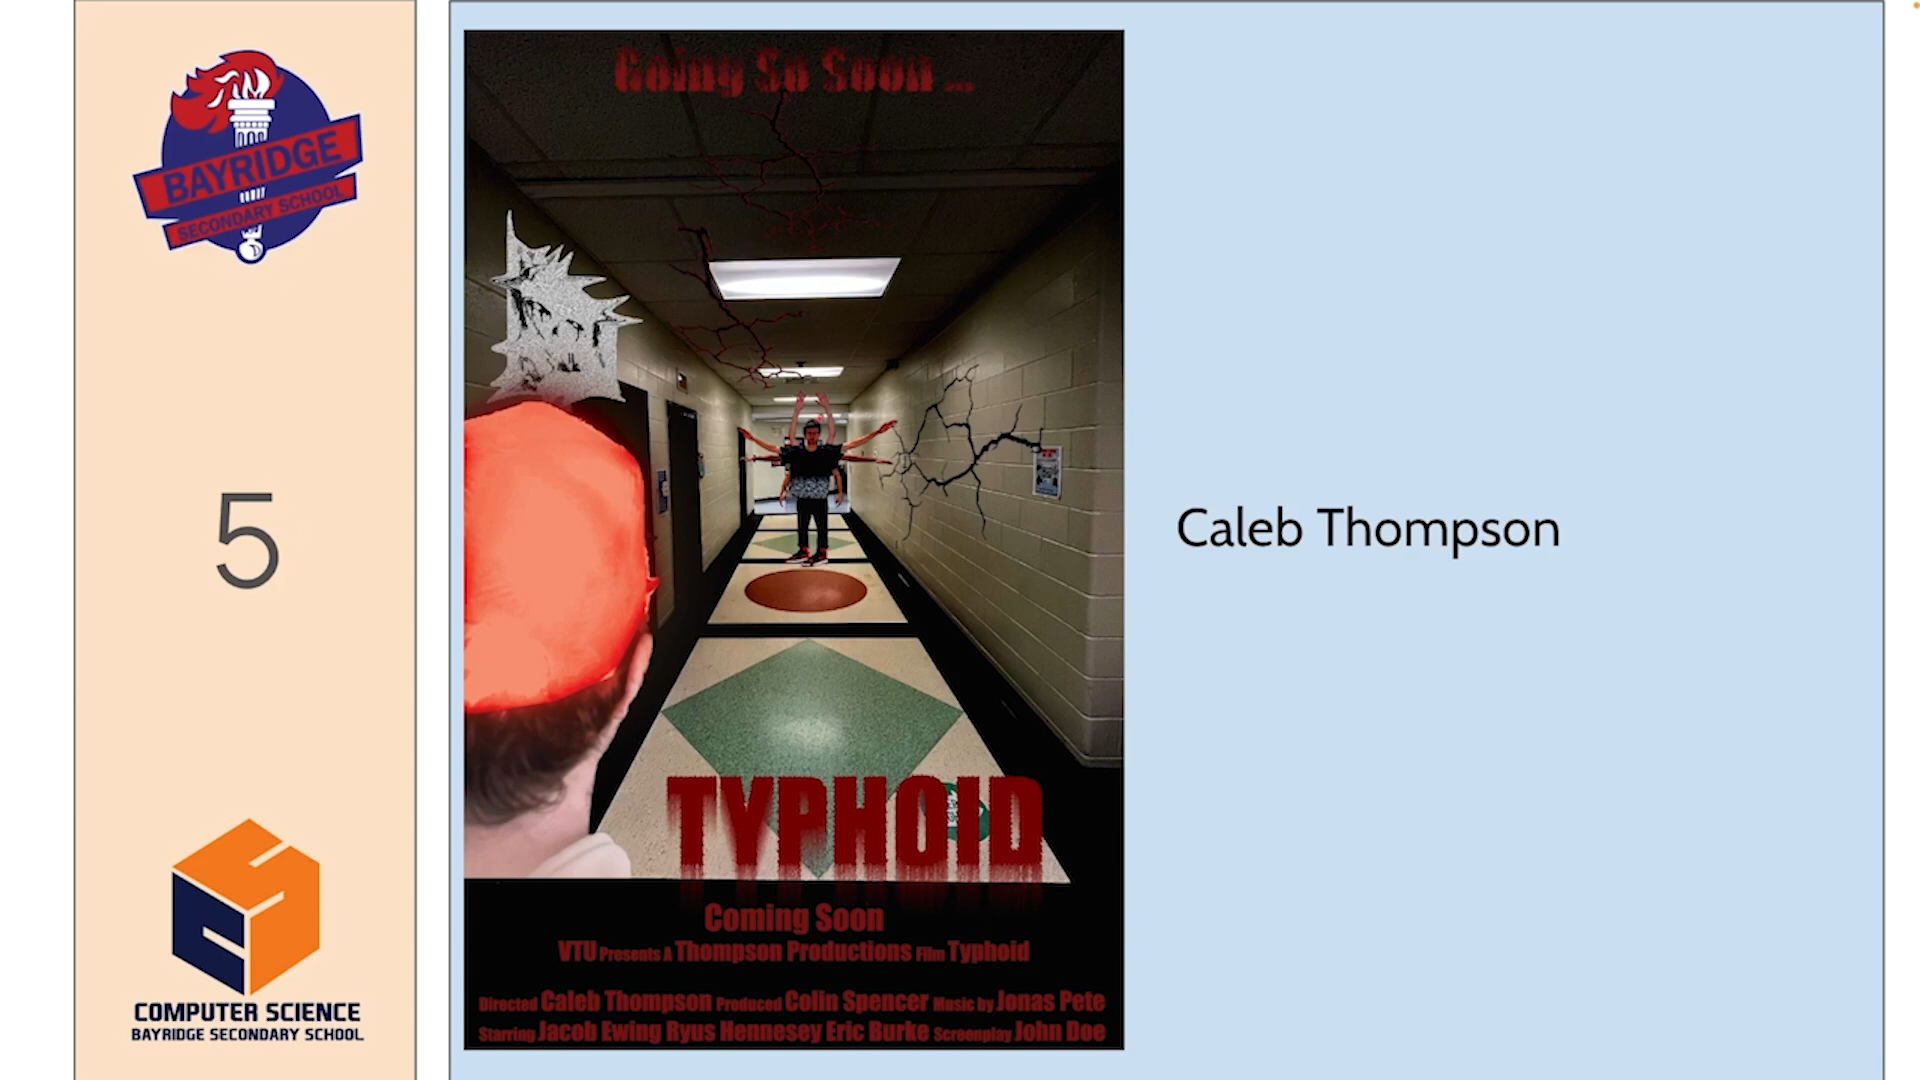 BAYRIDGE
SECONDARY SCHOOL
5
COMPUTER SCIENCE
BAYRIDGE SECONDARY SCHOOL
Going So Soon ...
TYPHOID
Coming Soon
VTU Presents A Thompson Productions Film Typhoid
Directed Caleb Thompson Produced Colin Spencer Music by Jonas Pete
Starring Jacob Ewing Ryus Hennesey Eric Burke Screenplay John Doe
Caleb Thompson